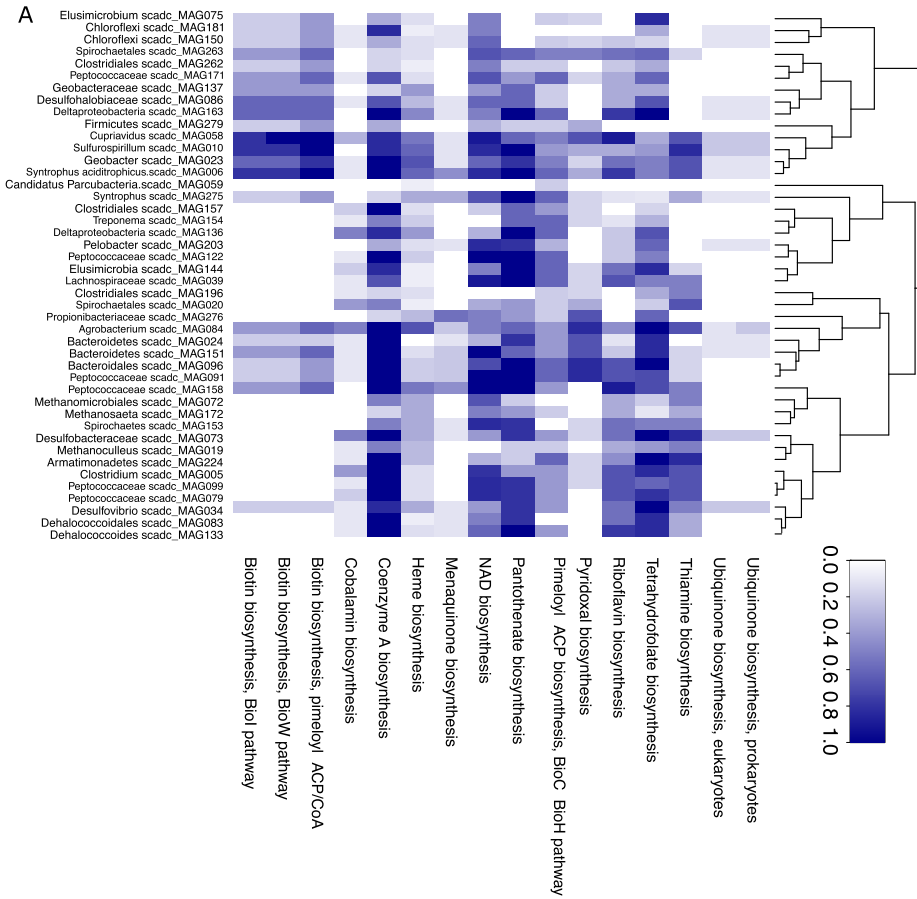 A
Elusimicrobium scadc_MAG075
Chloroflexi scadc_MAG181
Chloroflexi scadc_MAG150
Spirochaetales scadc_MAG263
Clostridiales scadc_MAG262
Peptococcaceae scadc_MAG171
Geobacteraceae scadc_MAG137
Desulfohalobiaceae scadc_MAG086
Deltaproteobacteria scadc_MAG163
Firmicutes scadc_MAG279
Cupriavidus scadc_MAG058
Sulfurospirillum scadc_MAG010
Geobacter scadc_MAG023
Syntrophus aciditrophicus.scadc_MAG006
Candidatus Parcubacteria.scadc_MAG059
Syntrophus scadc_MAG275
Clostridiales scadc_MAG157
Treponema scadc_MAG154
Deltaproteobacteria scadc_MAG136
Pelobacter scadc_MAG203
Peptococcaceae scadc_MAG122
Elusimicrobia scadc_MAG144
Lachnospiraceae scadc_MAG039
Clostridiales scadc_MAG196
Spirochaetales scadc_MAG020
Propionibacteriaceae scadc_MAG276
Agrobacterium scadc_MAG084
Bacteroidetes scadc_MAG024
Bacteroidetes scadc_MAG151
Bacteroidales scadc_MAG096
Peptococcaceae scadc_MAG091
Peptococcaceae scadc_MAG158
Methanomicrobiales scadc_MAG072
Methanosaeta scadc_MAG172
Spirochaetes scadc_MAG153
Desulfobacteraceae scadc_MAG073
Methanoculleus scadc_MAG019
Armatimonadetes scadc_MAG224
Clostridium scadc_MAG005
Peptococcaceae scadc_MAG099
Peptococcaceae scadc_MAG079
Desulfovibrio scadc_MAG034
Dehalococcoidales scadc_MAG083
Dehalococcoides scadc_MAG133
Biotin biosynthesis, BioI pathway
Biotin biosynthesis, BioW pathway
Biotin biosynthesis, pimeloyl ACP/CoA
Cobalamin biosynthesis
Coenzyme A biosynthesis
Heme biosynthesis
Menaquinone biosynthesis
NAD biosynthesis
Pantothenate biosynthesis
Pimeloyl ACP biosynthesis, BioC BioH pathway
Pyridoxal biosynthesis
Riboflavin biosynthesis
Tetrahydrofolate biosynthesis
Thiamine biosynthesis
Ubiquinone biosynthesis, eukaryotes
Ubiquinone biosynthesis, prokaryotes
0.0 0.2 0.4 0.6 0.8 1.0